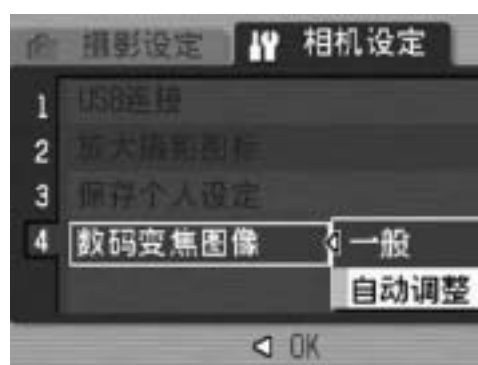 摄影设定 相机设定
1 USB连接
2 放大摄影图标
3 保存个人设定
4 数码变焦图像 一般
自动调整
OK